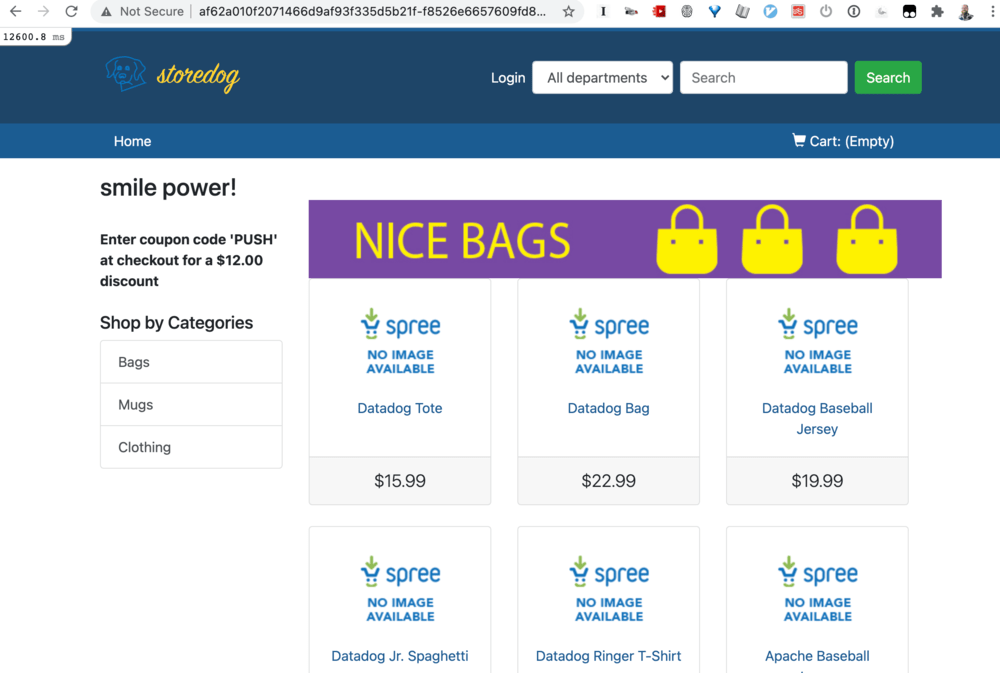 Not Secure
af62a010f2071466d9af93f335d5b21f-f8526e6657609fd8...
12600.8 ms
storedog
Login
All departments
Search
Search
Home
Cart: (Empty)
smile power!
Enter coupon code 'PUSH'
at checkout for a $12.00
discount
Shop by Categories
Bags
Mugs
Clothing
NICE BAGS
spree
NO IMAGE
AVAILABLE
Datadog Tote
$15.99
spree
NO IMAGE
AVAILABLE
Datadog Bag
$22.99
spree
NO IMAGE
AVAILABLE
Datadog Baseball
Jersey
$19.99
spree
NO IMAGE
AVAILABLE
Datadog Jr. Spaghetti
spree
NO IMAGE
AVAILABLE
Datadog Ringer T-Shirt
spree
NO IMAGE
AVAILABLE
Apache Baseball